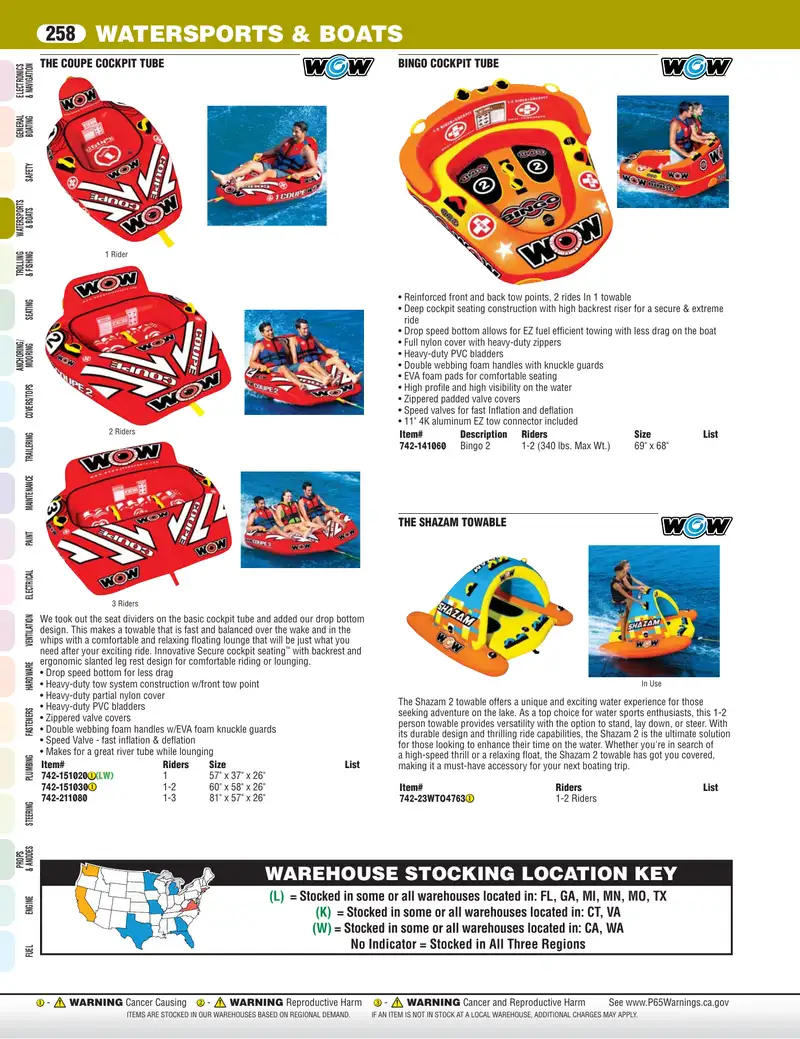 258 WATERSPORTS & BOATS
ELECTRONICS
& NAVIGATION
GENERAL
BOATING
SAFETY
WATERSPORTS
& BOATS
TROLLING
& FISHING
SEATING
ANCHORING/
MOORING
COVERS/TOPS
TRAILERING
MAINTENANCE
PAINT
ELECTRICAL
VENTILATION
HARDWARE
FASTENERS
PLUMBING
STEERING
PROPS
& ANODES
ENGINE
FUEL
THE COUPE COCKPIT TUBE
WOW
1 Rider
2 Riders
3 Riders
We took out the seat dividers on the basic cockpit tube and added our drop bottom
design. This makes a towable that is fast and balanced over the wake and in the
whips with a comfortable and relaxing floating lounge that will be just what you
need after your exciting ride. Innovative Secure cockpit seating™ with backrest and
ergonomic slanted leg rest design for comfortable riding or lounging.
• Drop speed bottom for less drag
• Heavy-duty tow system construction w/front tow point
• Heavy-duty partial nylon cover
• Heavy-duty PVC bladders
• Zippered valve covers
• Double webbing foam handles w/EVA foam knuckle guards
• Speed Valve - fast inflation & deflation
• Makes for a great river tube while lounging
Item# Riders Size List
742-151020 1 (LW) 1 57" x 37" x 26"
742-151030 1 1-2 60" x 58" x 26"
742-211080 1-3 81" x 57" x 26"
BINGO COCKPIT TUBE
WOW
• Reinforced front and back tow points, 2 rides In 1 towable
• Deep cockpit seating construction with high backrest riser for a secure & extreme
ride
• Drop speed bottom allows for EZ fuel efficient towing with less drag on the boat
• Full nylon cover with heavy-duty zippers
• Heavy-duty PVC bladders
• Double webbing foam handles with knuckle guards
• EVA foam pads for comfortable seating
• High profile and high visibility on the water
• Zippered padded valve covers
• Speed valves for fast Inflation and deflation
• 11" 4K aluminum EZ tow connector included
Item# Description Riders Size List
742-141060 Bingo 2 1-2 (340 lbs. Max Wt.) 69" x 68"
THE SHAZAM TOWABLE
WOW
SHAZAM
In Use
The Shazam 2 towable offers a unique and exciting water experience for those
seeking adventure on the lake. As a top choice for water sports enthusiasts, this 1-2
person towable provides versatility with the option to stand, lay down, or steer. With
its durable design and thrilling ride capabilities, the Shazam 2 is the ultimate solution
for those looking to enhance their time on the water. Whether you're in search of
a high-speed thrill or a relaxing float, the Shazam 2 towable has got you covered,
making it a must-have accessory for your next boating trip.
Item# Riders List
742-23WTO4763 1 1-2 Riders
WAREHOUSE STOCKING LOCATION KEY
(L) = Stocked in some or all warehouses located in: FL, GA, MI, MN, MO, TX
(K) = Stocked in some or all warehouses located in: CT, VA
(W) = Stocked in some or all warehouses located in: CA, WA
No Indicator = Stocked in All Three Regions
1 - WARNING Cancer Causing 2 - WARNING Reproductive Harm 3 - WARNING Cancer and Reproductive Harm See www.P65Warnings.ca.gov
ITEMS ARE STOCKED IN OUR WAREHOUSES BASED ON REGIONAL DEMAND. IF AN ITEM IS NOT IN STOCK AT A LOCAL WAREHOUSE, ADDITIONAL CHARGES MAY APPLY.